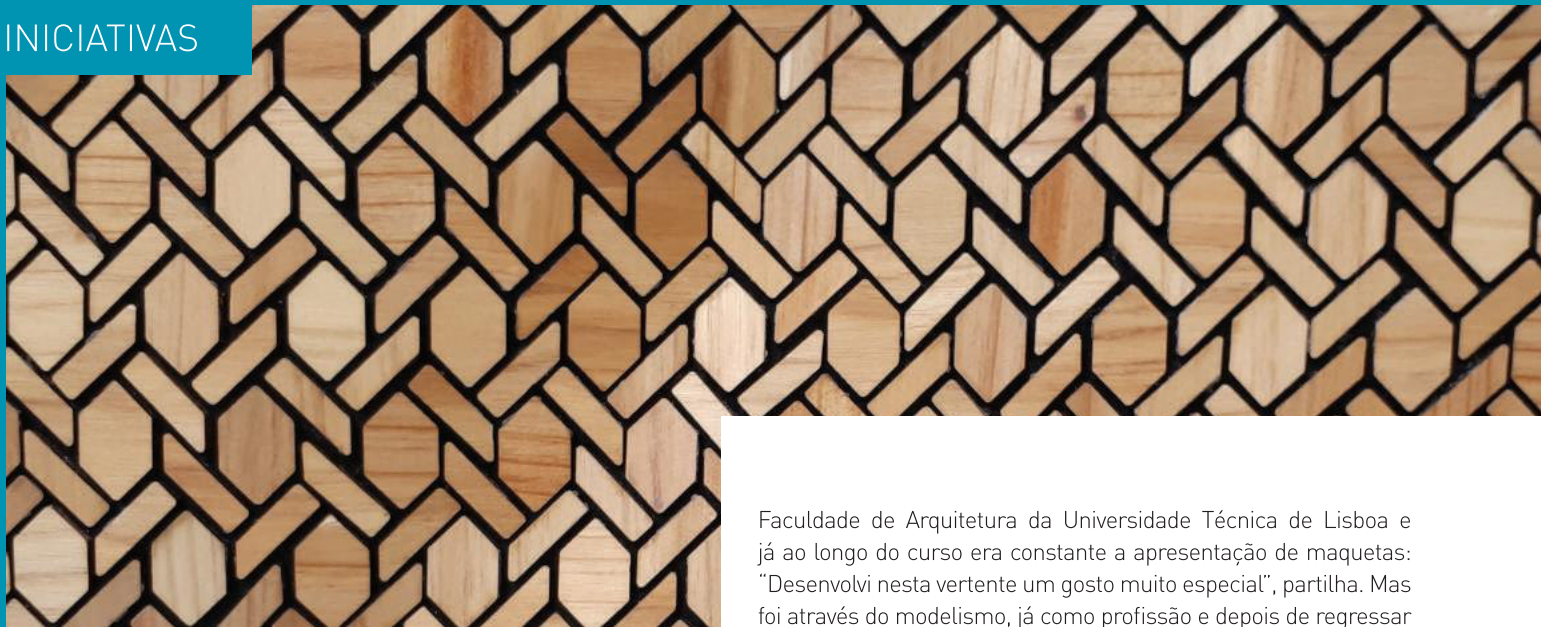 INICIATIVAS
Faculdade de Arquitetura da Universidade Técnica de Lisboa e
já ao longo do curso era constante a apresentação de maquetas:
“Desenvolvi nesta vertente um gosto muito especial”, partilha. Mas
foi através do modelismo, já como profissão e depois de regressar